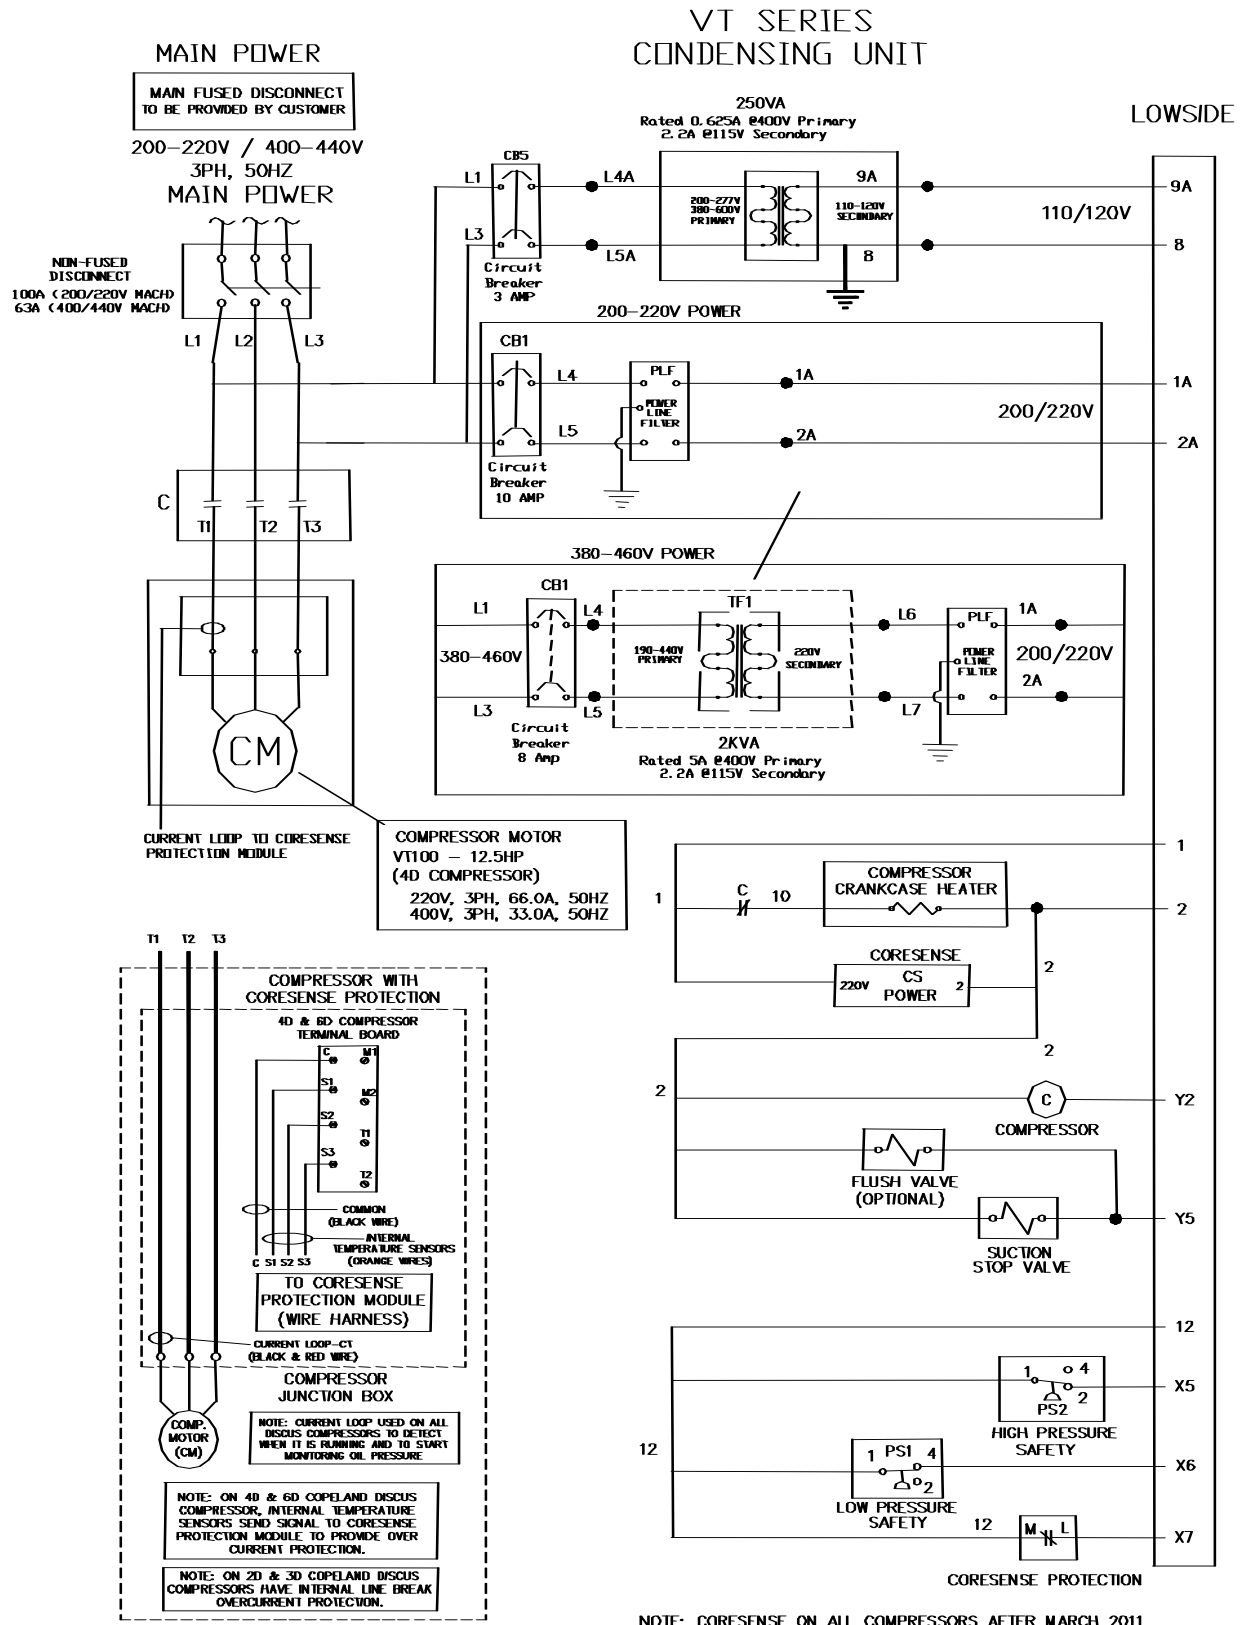 VT SERIES
CONDENSING UNIT
MAIN POWER
MAIN FUSED DISCONNECT
TO BE PROVIDED BY CUSTOMER
200-220V / 400-440V
3PH, 50HZ
MAIN POWER
NON-FUSED
DISCONNECT
100A (200/220V MACH)
63A (400/440V MACH)
L1
L2
L3
C
T1
T2
T3
CM
CURRENT LOOP TO CORESENSE
PROTECTION MODULE
COMPRESSOR MOTOR
VT100 - 12.5HP
(4D COMPRESSOR)
220V, 3PH, 66.0A, 50HZ
400V, 3PH, 33.0A, 50HZ
250VA
Rated 0.625A @400V Primary
2.2A @115V Secondary
LOWSIDE
CB5
L1
L3
Circuit
Breaker
3 AMP
L4A
L5A
200-277V
380-600V
PRIMARY
110-120V
SECONDARY
9A
8
110/120V
9A
8
200-220V POWER
CB1
L4
L5
Circuit
Breaker
10 AMP
PLF
POWER
LINE
FILTER
1A
2A
200/220V
1A
2A
380-460V POWER
L1
380-460V
L3
CB1
Circuit
Breaker
8 Amp
L4
L5
TF1
190-440V
PRIMARY
220V
SECONDARY
2KVA
Rated 5A @400V Primary
2.2A @115V Secondary
L6
L7
PLF
POWER
LINE
FILTER
1A
200/220V
2A
1
1
C
10
COMPRESSOR
CRANKCASE HEATER
2
CORESENSE
220V
CS
POWER
2
2
2
2
C
COMPRESSOR
Y2
FLUSH VALVE
(OPTIONAL)
Y5
SUCTION
STOP VALVE
12
12
1
4
2
PS2
X5
HIGH PRESSURE
SAFETY
1
PS1
4
2
X6
LOW PRESSURE
SAFETY
12
M
L
X7
CORESENSE PROTECTION
NOTE: CORESENSE ON ALL COMPRESSORS AFTER MARCH 2011
T1
T2
T3
COMPRESSOR WITH
CORESENSE PROTECTION
4D & 6D COMPRESSOR
TERMINAL BOARD
C
M1
S1
M2
S2
T1
S3
T2
COMMON
(BLACK WIRE)
INTERNAL
TEMPERATURE SENSORS
(ORANGE WIRES)
C S1 S2 S3
TO CORESENSE
PROTECTION MODULE
(WIRE HARNESS)
CURRENT LOOP-CT
(BLACK & RED WIRE)
COMPRESSOR
JUNCTION BOX
COMP.
MOTOR
(CM)
NOTE: CURRENT LOOP USED ON ALL
DISCUS COMPRESSORS TO DETECT
WHEN IT IS RUNNING AND TO START
MONITORING OIL PRESSURE
NOTE: ON 4D & 6D COPELAND DISCUS
COMPRESSOR, INTERNAL TEMPERATURE
SENSORS SEND SIGNAL TO CORESENSE
PROTECTION MODULE TO PROVIDE OVER
CURRENT PROTECTION.
NOTE: ON 2D & 3D COPELAND DISCUS
COMPRESSORS HAVE INTERNAL LINE BREAK
OVERCURRENT PROTECTION.